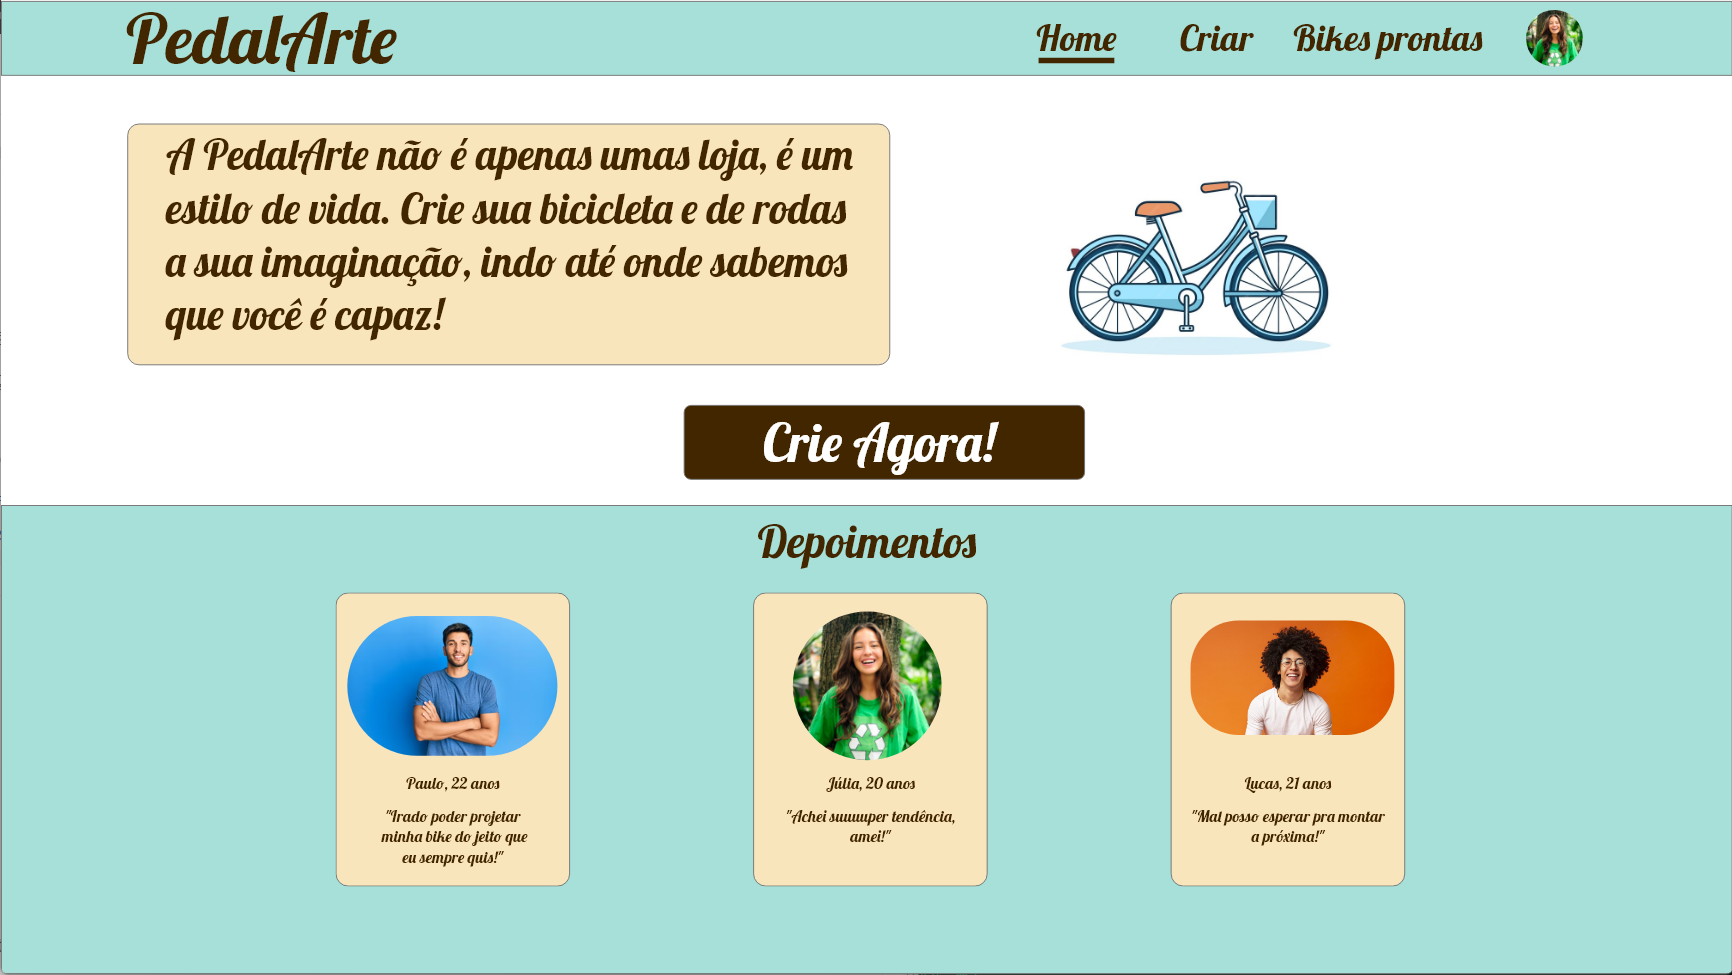 PedalArte
Home Criar Bikes prontas
A PedalArte não é apenas umas loja, é um
estilo de vida. Crie sua bicicleta e de rodas
a sua imaginação, indo até onde sabemos
que você é capaz!
Crie Agora!
Depoimentos
Paulo, 22 anos
"Irado poder projetar
minha bike do jeito que
eu sempre quis!"
Júlia, 20 anos
"Achei suuuuper tendência,
amei!"
Lucas, 21 anos
"Mal posso esperar pra montar
a próxima!"